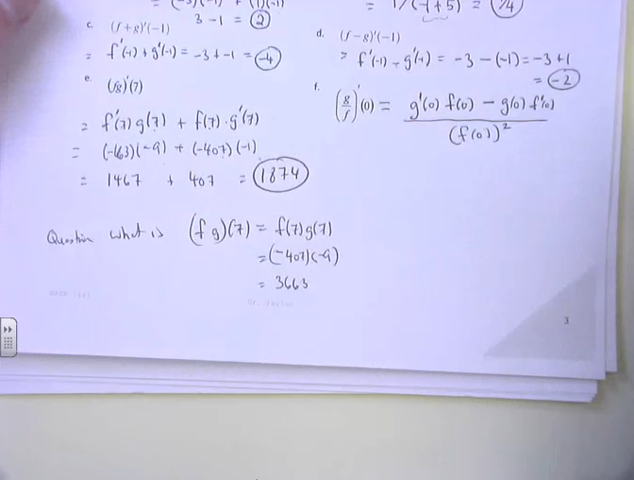 3 - 1 = 2
= 1/(-1+5) = 1/4
c. (f+g)'(-1)
= f'(-1) + g'(-1) = -3 + -1 = -4
d. (f-g)'(-1)
= f'(-1) - g'(-1) = -3 - (-1) = -3 + 1
= -2
e. (fg)'(7)
= f'(7) g(7) + f(7) · g'(7)
= (-163)(-9) + (-407)(-1)
= 1467 + 407 = 1874
f. (g/f)'(0) = g'(0) f(0) - g(0) f'(0)
(f(0))²
Question what is (f g)(7) = f(7) g(7)
= (-407)(-9)
= 3663
3